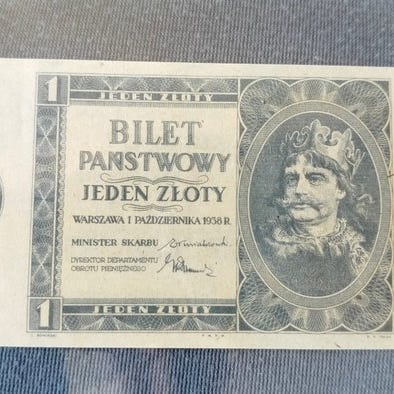 1
JEDEN ZŁOTY
BILET
PAŃSTWOWY
JEDEN ZŁOTY
WARSZAWA 1 PAŹDZIERNIKA 1938 R.
MINISTER SKARBU
DYREKTOR DEPARTAMENTU
OBROTU PIENIĘŻNEGO
1
JEDEN ZŁOTY